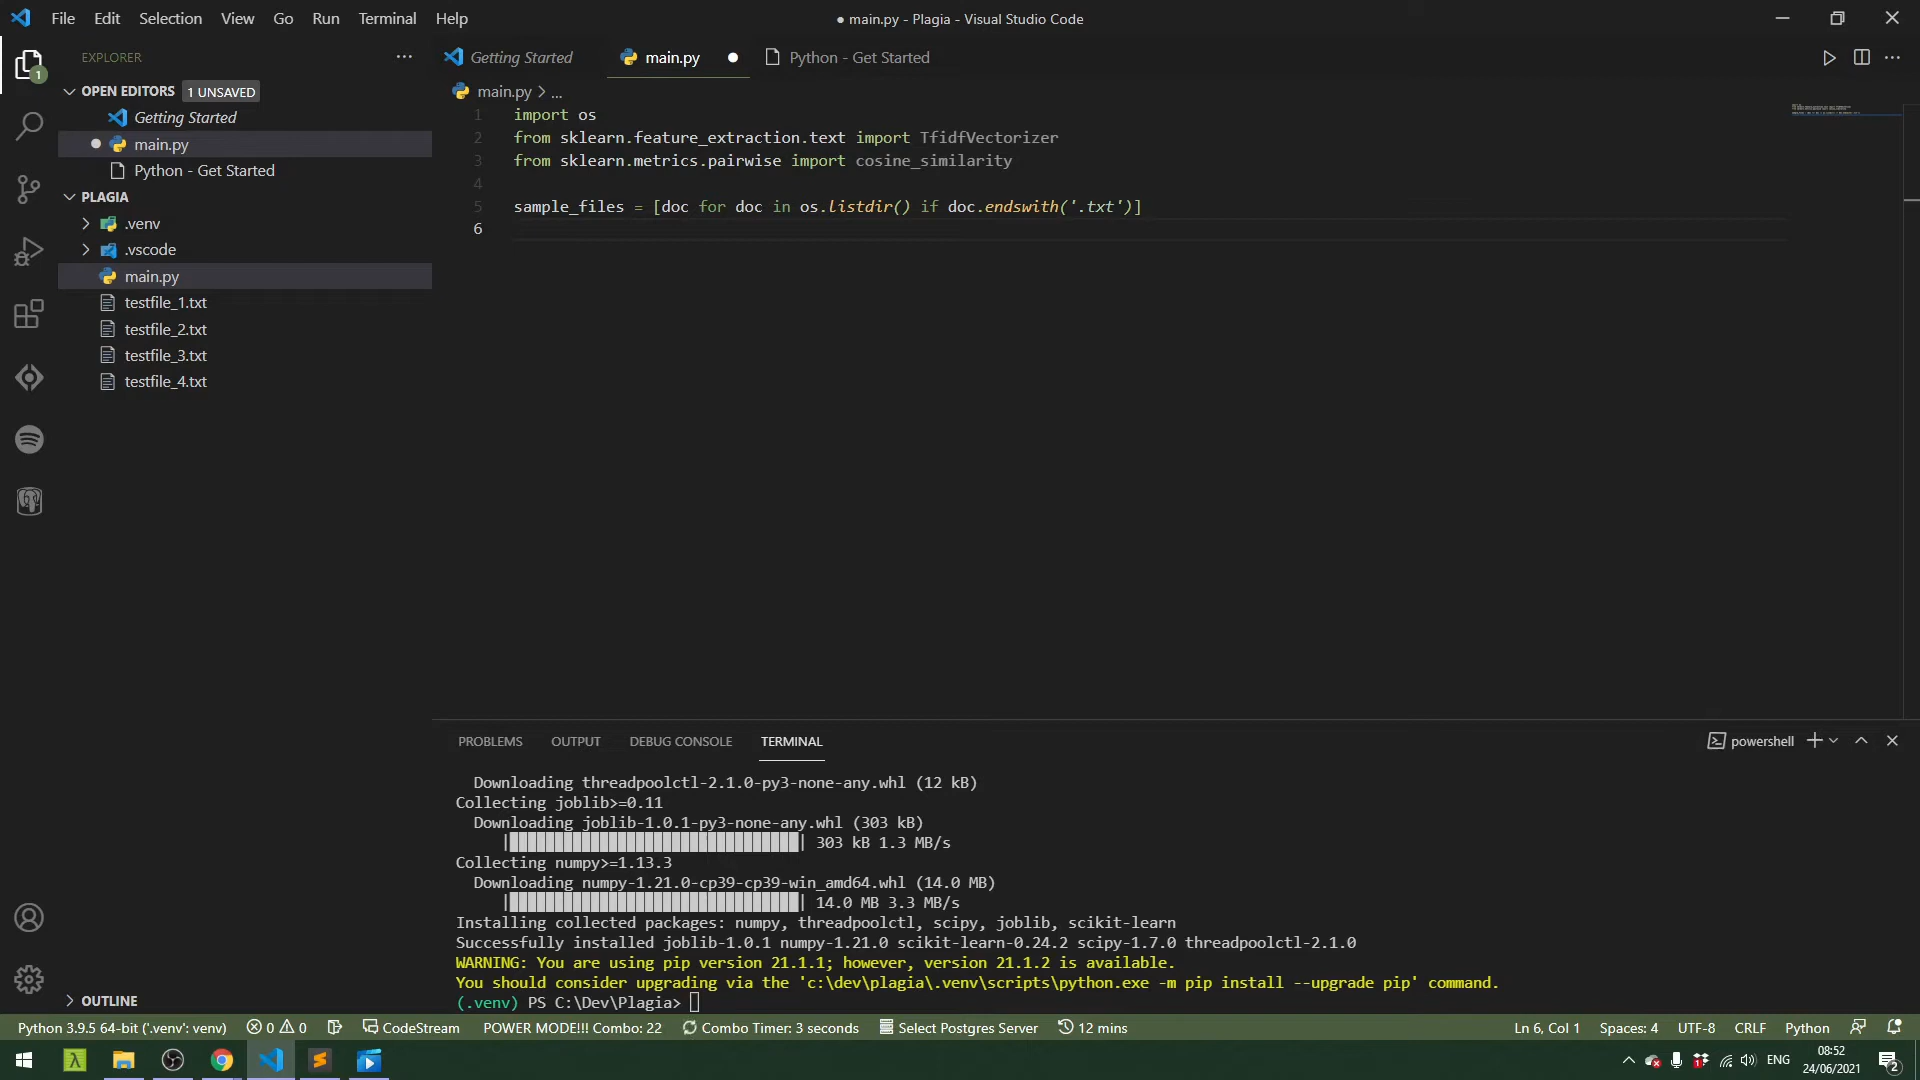 File Edit Selection View Go Run Terminal Help
● main.py - Plagia - Visual Studio Code
EXPLORER
Getting Started
main.py
Python - Get Started
1
OPEN EDITORS 1 UNSAVED
main.py > ...
Getting Started
main.py
Python - Get Started
PLAGIA
.venv
.vscode
main.py
testfile_1.txt
testfile_2.txt
testfile_3.txt
testfile_4.txt
OUTLINE
1 import os
2 from sklearn.feature_extraction.text import TfidfVectorizer
3 from sklearn.metrics.pairwise import cosine_similarity
4
5 sample_files = [doc for doc in os.listdir() if doc.endswith('.txt')]
6
PROBLEMS OUTPUT DEBUG CONSOLE TERMINAL
powershell
Downloading threadpoolctl-2.1.0-py3-none-any.whl (12 kB)
Collecting joblib>=0.11
Downloading joblib-1.0.1-py3-none-any.whl (303 kB)
|████████████████████████████████| 303 kB 1.3 MB/s
Collecting numpy>=1.13.3
Downloading numpy-1.21.0-cp39-cp39-win_amd64.whl (14.0 MB)
|████████████████████████████████| 14.0 MB 3.3 MB/s
Installing collected packages: numpy, threadpoolctl, scipy, joblib, scikit-learn
Successfully installed joblib-1.0.1 numpy-1.21.0 scikit-learn-0.24.2 scipy-1.7.0 threadpoolctl-2.1.0
WARNING: You are using pip version 21.1.1; however, version 21.1.2 is available.
You should consider upgrading via the 'c:\dev\plagia\.venv\scripts\python.exe -m pip install --upgrade pip' command.
(.venv) PS C:\Dev\Plagia>
Python 3.9.5 64-bit ('.venv': venv) 0 0 CodeStream POWER MODE!!! Combo: 22 Combo Timer: 3 seconds Select Postgres Server 12 mins Ln 6, Col 1 Spaces: 4 UTF-8 CRLF Python
ENG
08:52
24/06/2021
2